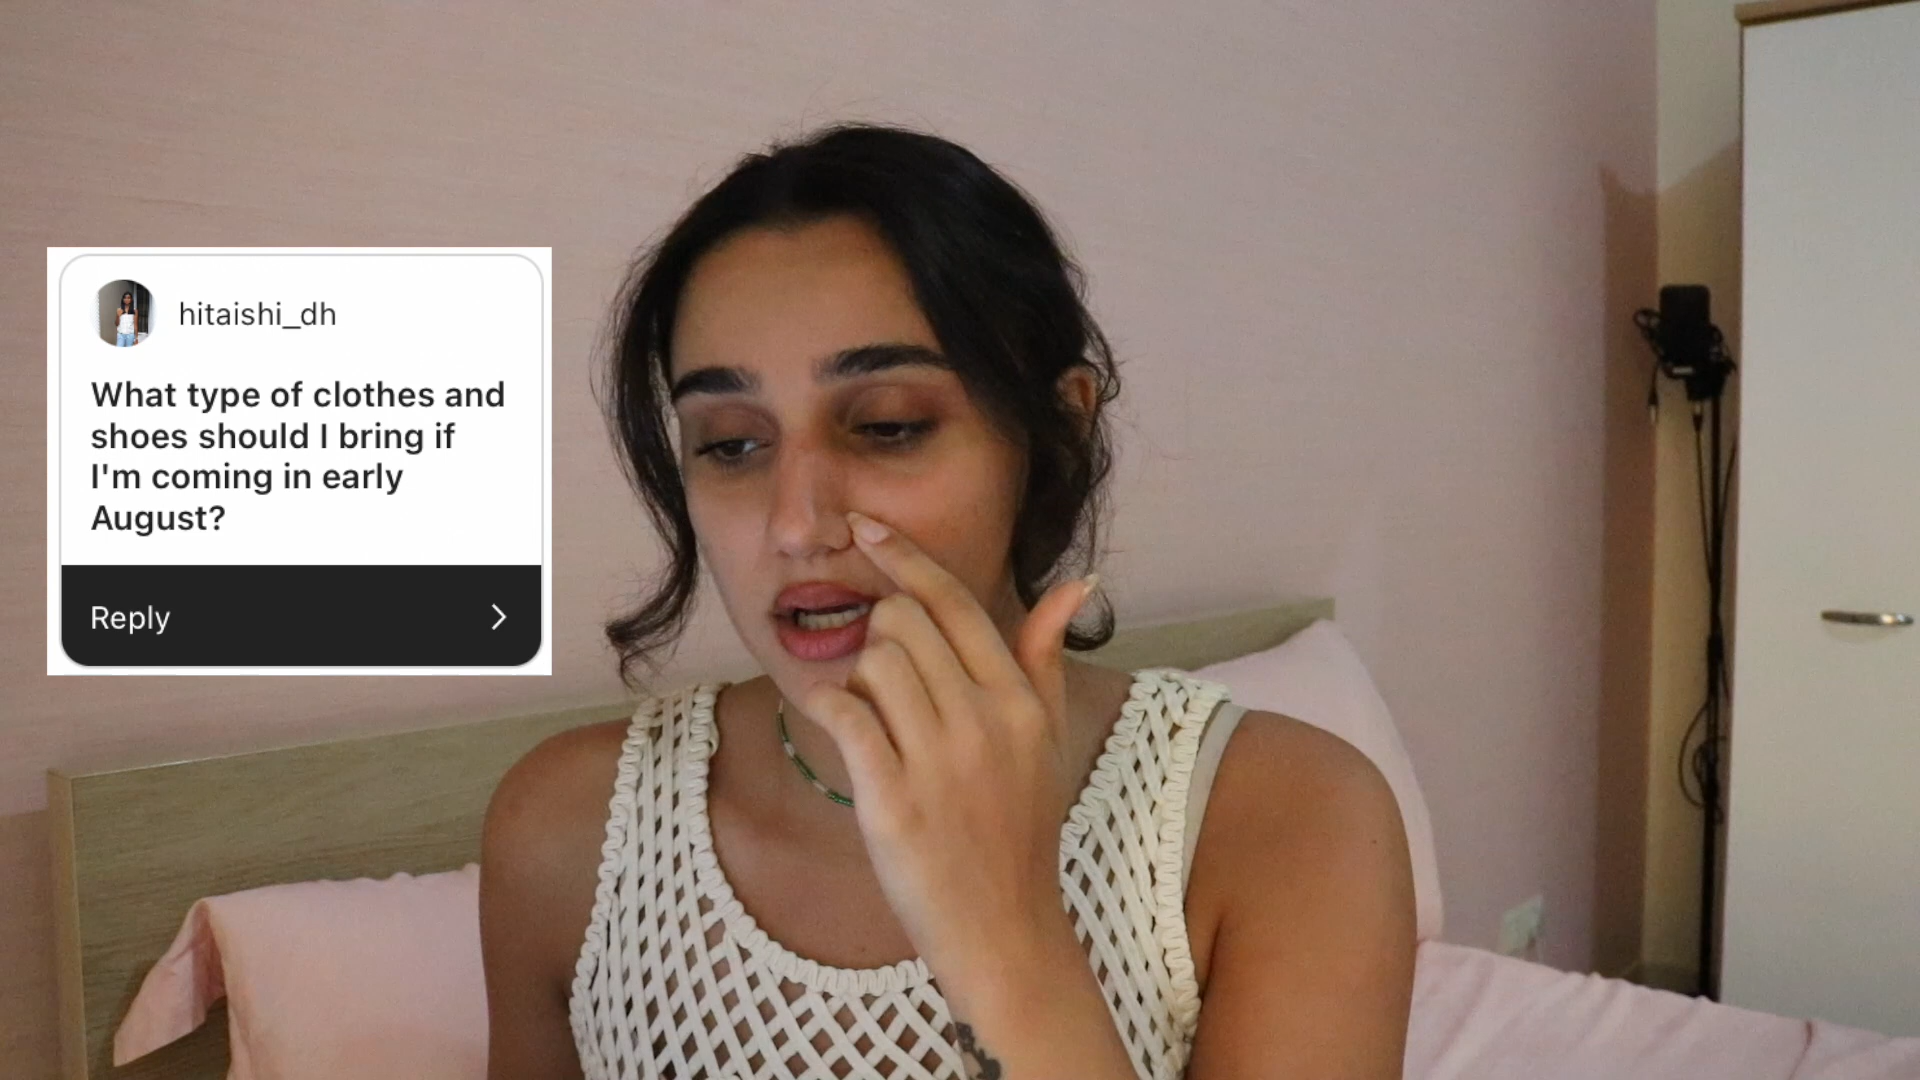 hitaishi_dh
What type of clothes and
shoes should I bring if
I'm coming in early
August?
Reply